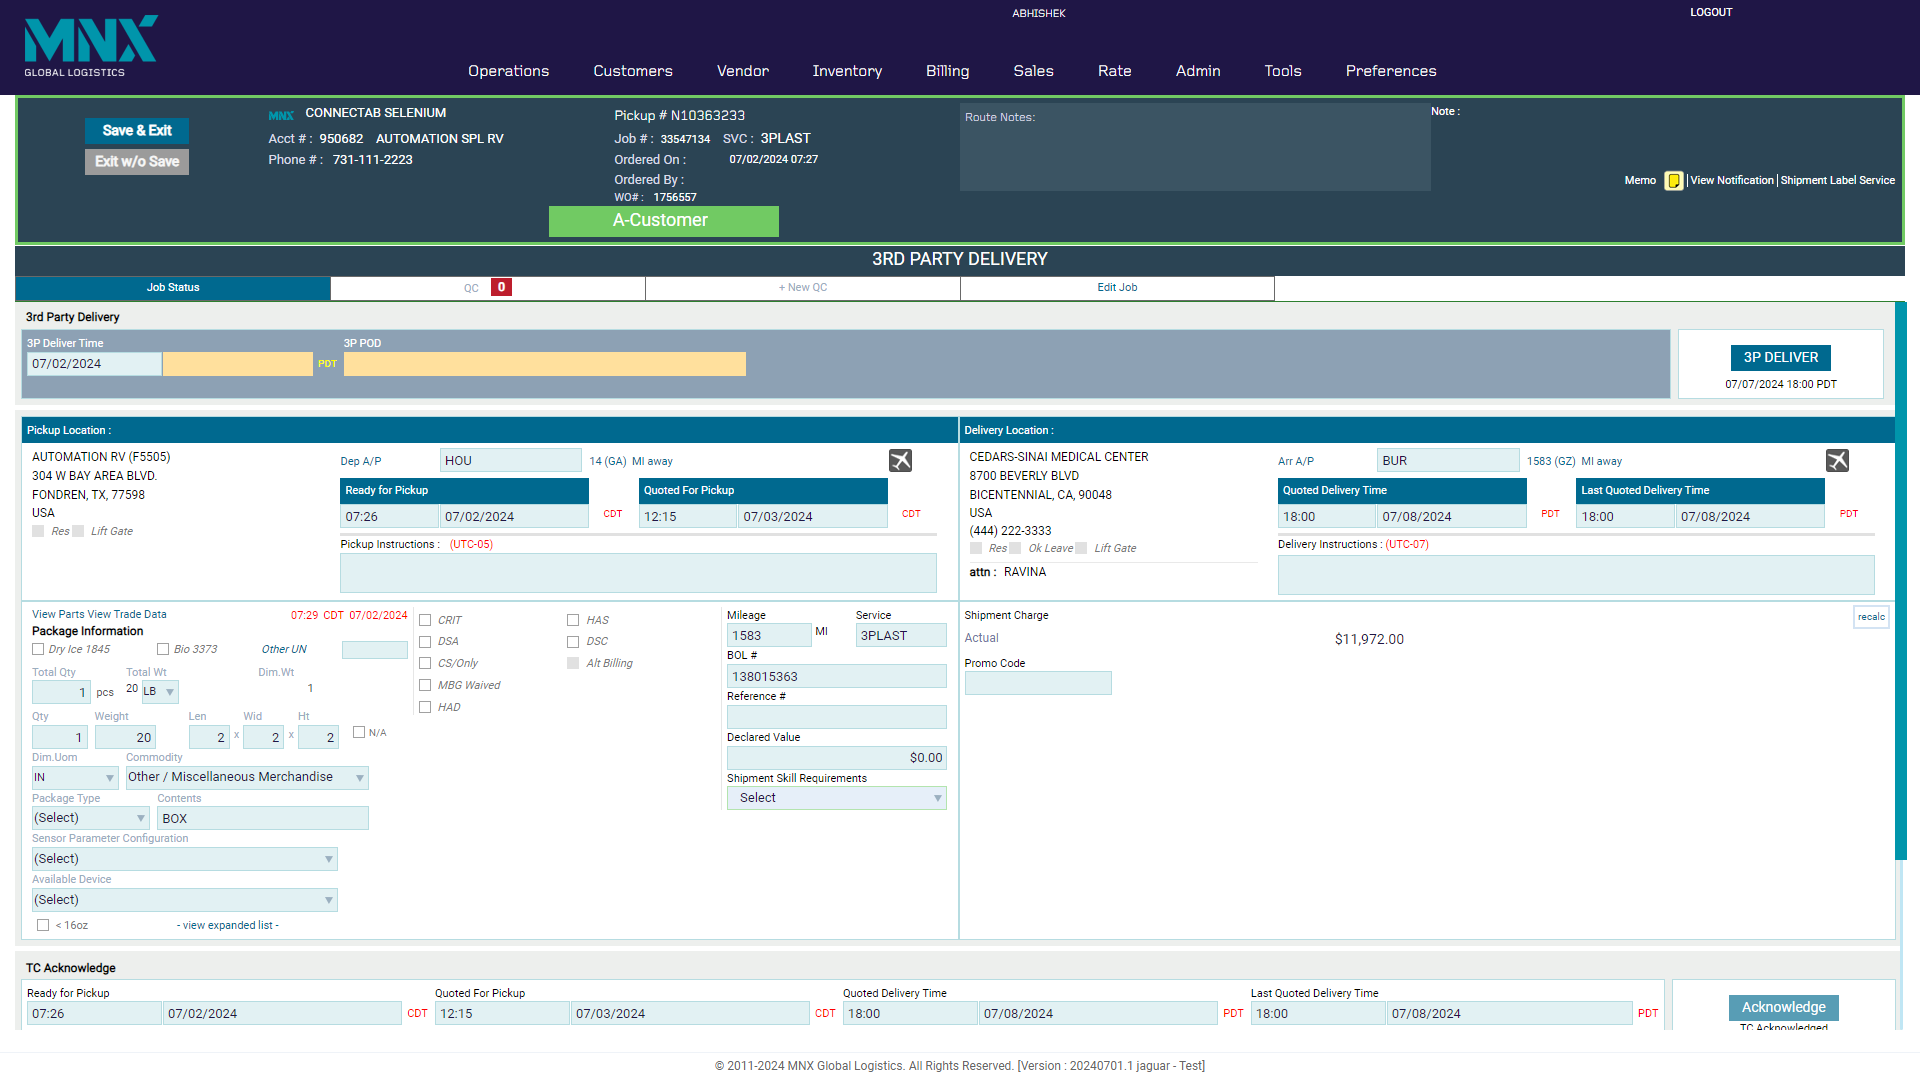 MNX
GLOBAL LOGISTICS
ABHISHEK
LOGOUT
Operations Customers Vendor Inventory Billing Sales Rate Admin Tools Preferences
Save & Exit
Exit w/o Save
MNX CONNECTAB SELENIUM
Acct # : 950682 AUTOMATION SPL RV
Phone # : 731-111-2223
Pickup # N10363233
Job # : 33547134 SVC : 3PLAST
Ordered On : 07/02/2024 07:27
Ordered By :
WO# : 1756557
A-Customer
Route Notes:
Note :
Memo View Notification Shipment Label Service
3RD PARTY DELIVERY
Job Status QC 0 + New QC Edit Job
3rd Party Delivery
3P Deliver Time 3P POD
07/02/2024 PDT
3P DELIVER
07/07/2024 18:00 PDT
Pickup Location :
AUTOMATION RV (F5505)
304 W BAY AREA BLVD.
FONDREN, TX, 77598
USA
Res Lift Gate
Dep A/P HOU 14 (GA) MI away
Ready for Pickup Quoted For Pickup
07:26 07/02/2024 CDT 12:15 07/03/2024 CDT
Pickup Instructions : (UTC-05)
Delivery Location :
CEDARS-SINAI MEDICAL CENTER
8700 BEVERLY BLVD
BICENTENNIAL, CA, 90048
USA
(444) 222-3333
Res Ok Leave Lift Gate
attn : RAVINA
Arr A/P BUR 1583 (GZ) MI away
Quoted Delivery Time Last Quoted Delivery Time
18:00 07/08/2024 PDT 18:00 07/08/2024 PDT
Delivery Instructions : (UTC-07)
View Parts View Trade Data 07:29 CDT 07/02/2024
Package Information
Dry Ice 1845 Bio 3373 Other UN
Total Qty Total Wt Dim.Wt
1 pcs 20 LB 1
Qty Weight Len Wid Ht
1 20 2 x 2 x 2 N/A
Dim.Uom Commodity
IN Other / Miscellaneous Merchandise
Package Type Contents
(Select) BOX
Sensor Parameter Configuration
(Select)
Available Device
(Select)
< 16oz - view expanded list -
CRIT HAS
DSA DSC
CS/Only Alt Billing
MBG Waived
HAD
Mileage Service
1583 MI 3PLAST
BOL #
138015363
Reference #
Declared Value
$0.00
Shipment Skill Requirements
Select
Shipment Charge recalc
Actual $11,972.00
Promo Code
TC Acknowledge
Ready for Pickup Quoted For Pickup Quoted Delivery Time Last Quoted Delivery Time
07:26 07/02/2024 CDT 12:15 07/03/2024 CDT 18:00 07/08/2024 PDT 18:00 07/08/2024 PDT
Acknowledge
TC Acknowledged
© 2011-2024 MNX Global Logistics. All Rights Reserved. [Version : 20240701.1 jaguar - Test]